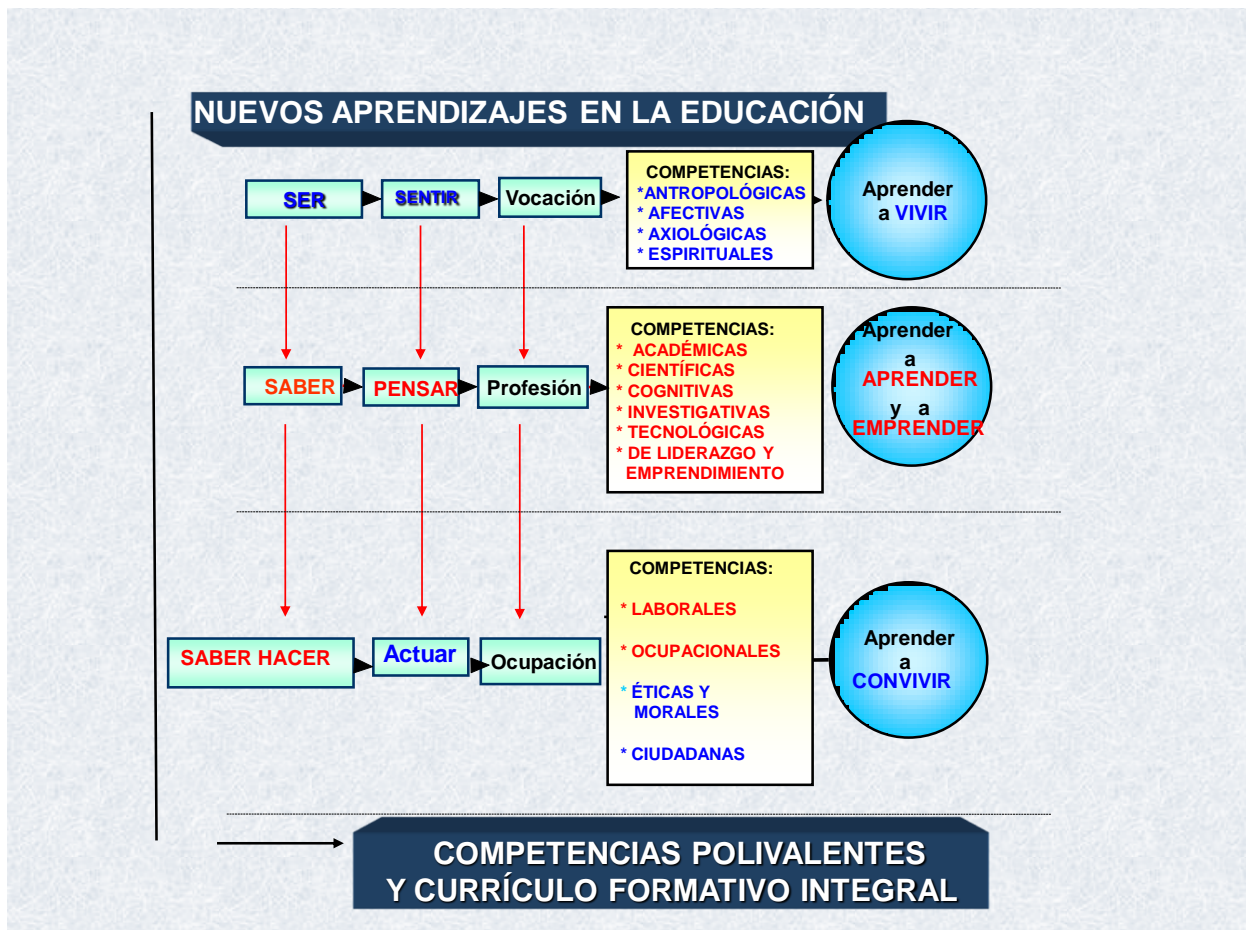 NUEVOS APRENDIZAJES EN LA EDUCACIÓN
SER
SENTIR
Vocación
COMPETENCIAS:
*ANTROPOLÓGICAS
* AFECTIVAS
* AXIOLÓGICAS
* ESPIRITUALES
Aprender
a VIVIR
SABER
PENSAR
Profesión
COMPETENCIAS:
* ACADÉMICAS
* CIENTÍFICAS
* COGNITIVAS
* INVESTIGATIVAS
* TECNOLÓGICAS
* DE LIDERAZGO Y
EMPRENDIMIENTO
Aprender
a
APRENDER
y a
EMPRENDER
SABER HACER
Actuar
Ocupación
COMPETENCIAS:
* LABORALES
* OCUPACIONALES
* ÉTICAS Y
MORALES
* CIUDADANAS
Aprender
a
CONVIVIR
COMPETENCIAS POLIVALENTES
Y CURRÍCULO FORMATIVO INTEGRAL